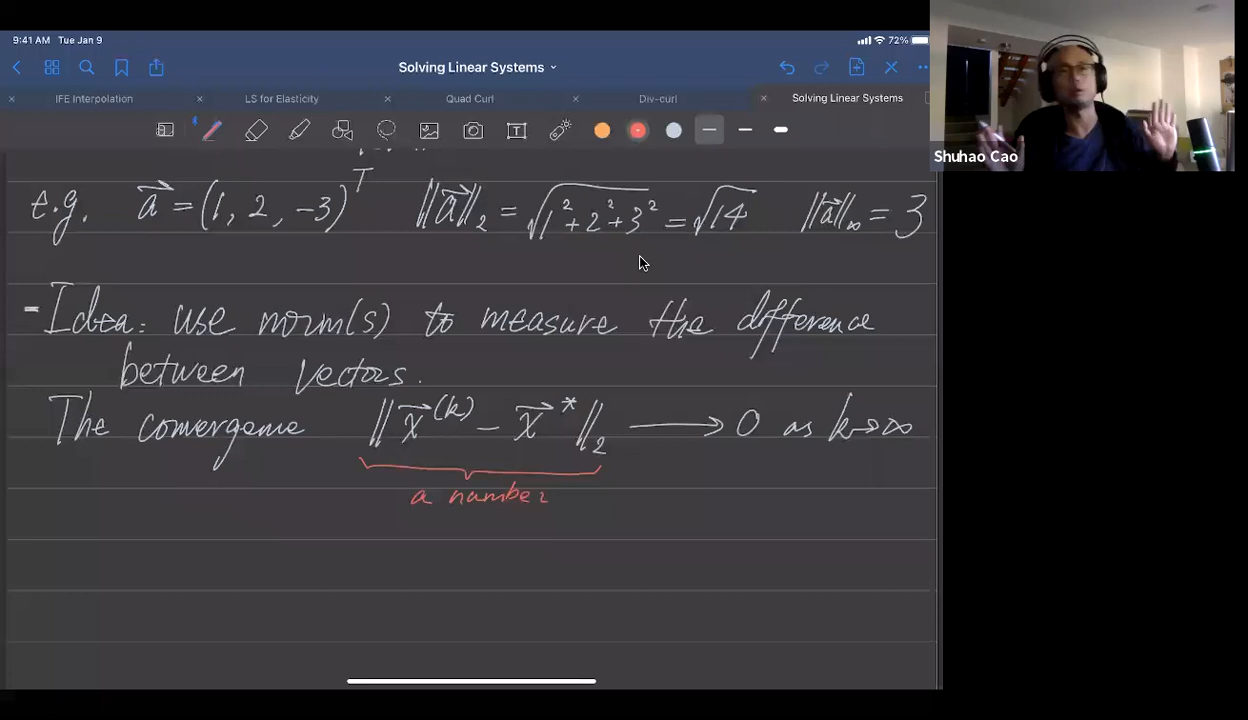 9:41 AM Tue Jan 9
72%
Solving Linear Systems
IFE Interpolation
LS for Elasticity
Quad Curl
Div-curl
Solving Linear Systems
Shuhao Cao
e.g. a⃗ = (1, 2, -3)^T ‖a⃗‖₂ = √(1² + 2² + 3²) = √14 ‖a⃗‖∞ = 3
- Idea: use norm(s) to measure the difference
between vectors.
The convergence ‖x⃗^(k) - x⃗^*‖₂ ⟶ 0 as k→∞
a number